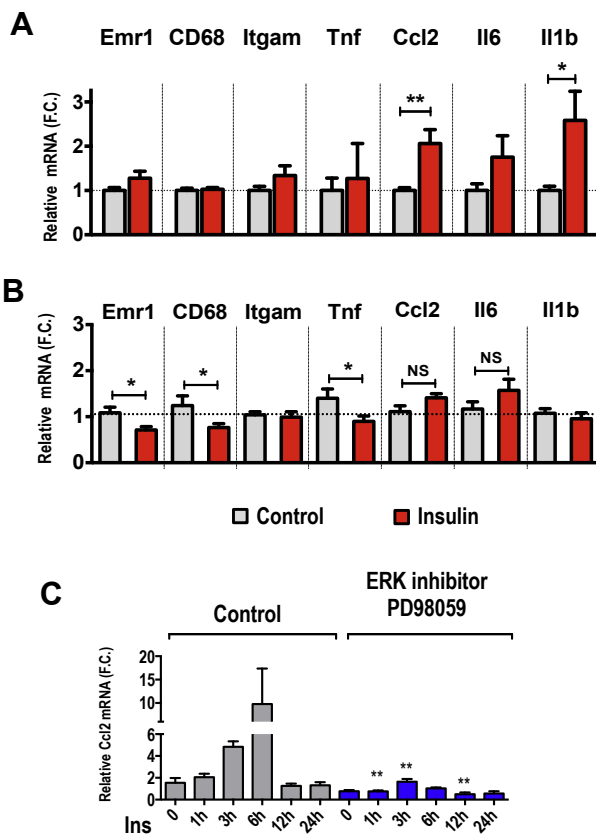 A
Emr1 CD68 Itgam Tnf Ccl2 Il6 Il1b
Relative mRNA (F.C.)
3
2
1
0
** *
B
Emr1 CD68 Itgam Tnf Ccl2 Il6 Il1b
Relative mRNA (F.C.)
3
2
1
0
* * * NS NS
Control Insulin
C
Control
ERK inhibitor
PD98059
Relative Ccl2 mRNA (F.C.)
20
15
10
6
4
2
0
** ** **
Ins 0 1h 3h 6h 12h 24h 0 1h 3h 6h 12h 24h